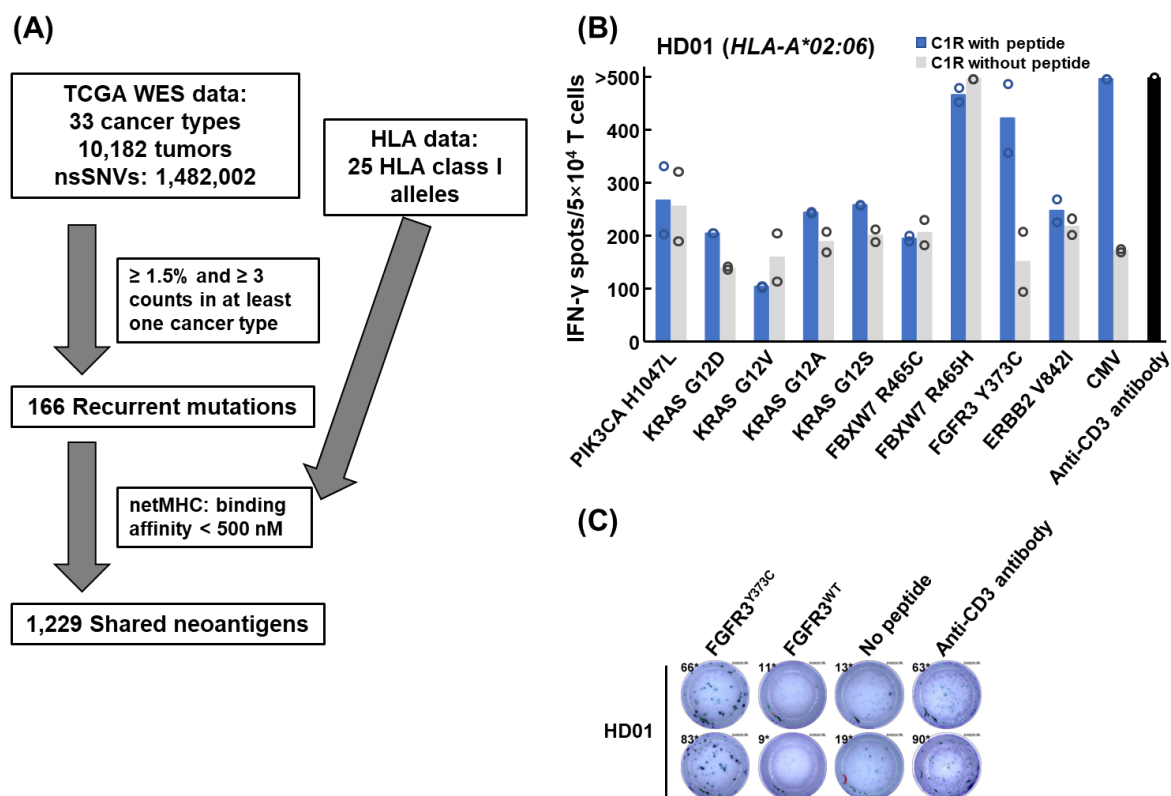 (A)
TCGA WES data:
33 cancer types
10,182 tumors
nsSNVs: 1,482,002
HLA data:
25 HLA class I
alleles
≥ 1.5% and ≥ 3
counts in at least
one cancer type
166 Recurrent mutations
netMHC: binding
affinity < 500 nM
1,229 Shared neoantigens
(B)
HD01 (HLA-A*02:06)
C1R with peptide
C1R without peptide
IFN-γ spots/5×10⁴ T cells
>500
400
300
200
100
0
PIK3CA H1047L
KRAS G12D
KRAS G12V
KRAS G12A
KRAS G12S
FBXW7 R465C
FBXW7 R465H
FGFR3 Y373C
ERBB2 V842I
CMV
Anti-CD3 antibody
(C)
FGFR3Y373C
FGFR3WT
No peptide
Anti-CD3 antibody
HD01
66* 11* 13* 63*
83* 9* 19* 90*